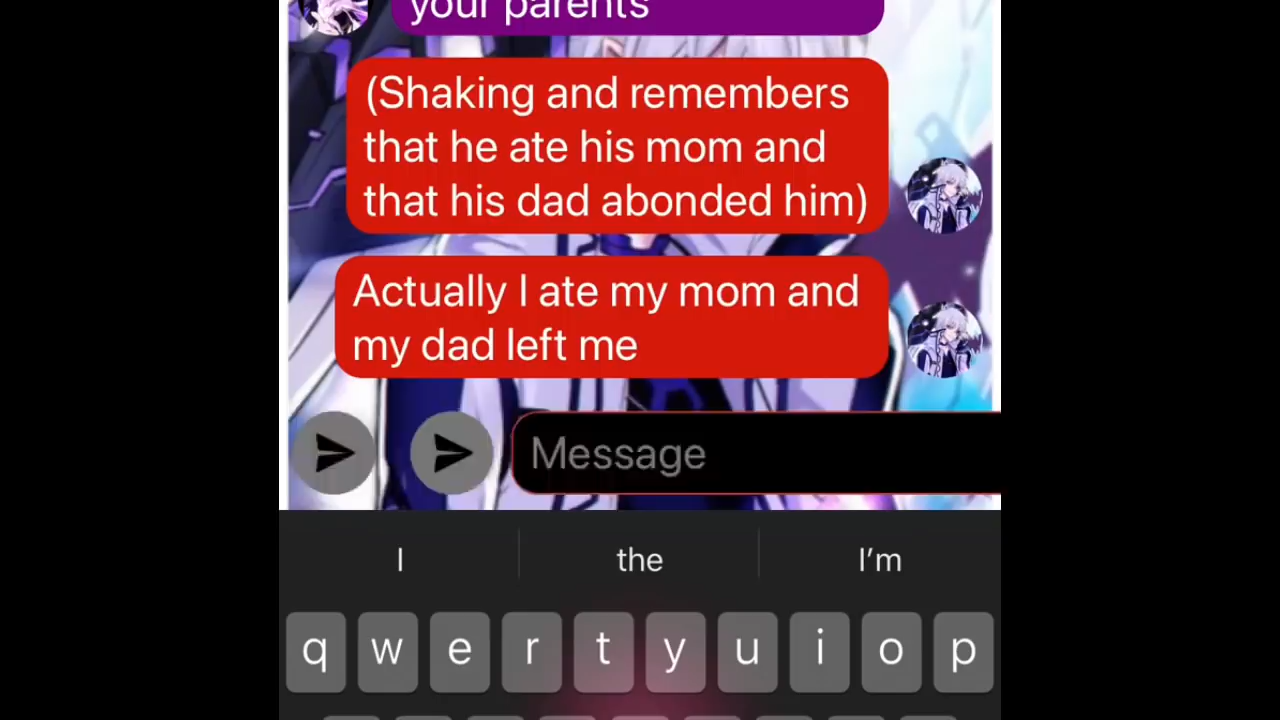 your parents
(Shaking and remembers
that he ate his mom and
that his dad abonded him)
Actually I ate my mom and
my dad left me
Message
I the I’m
q w e r t y u i o p